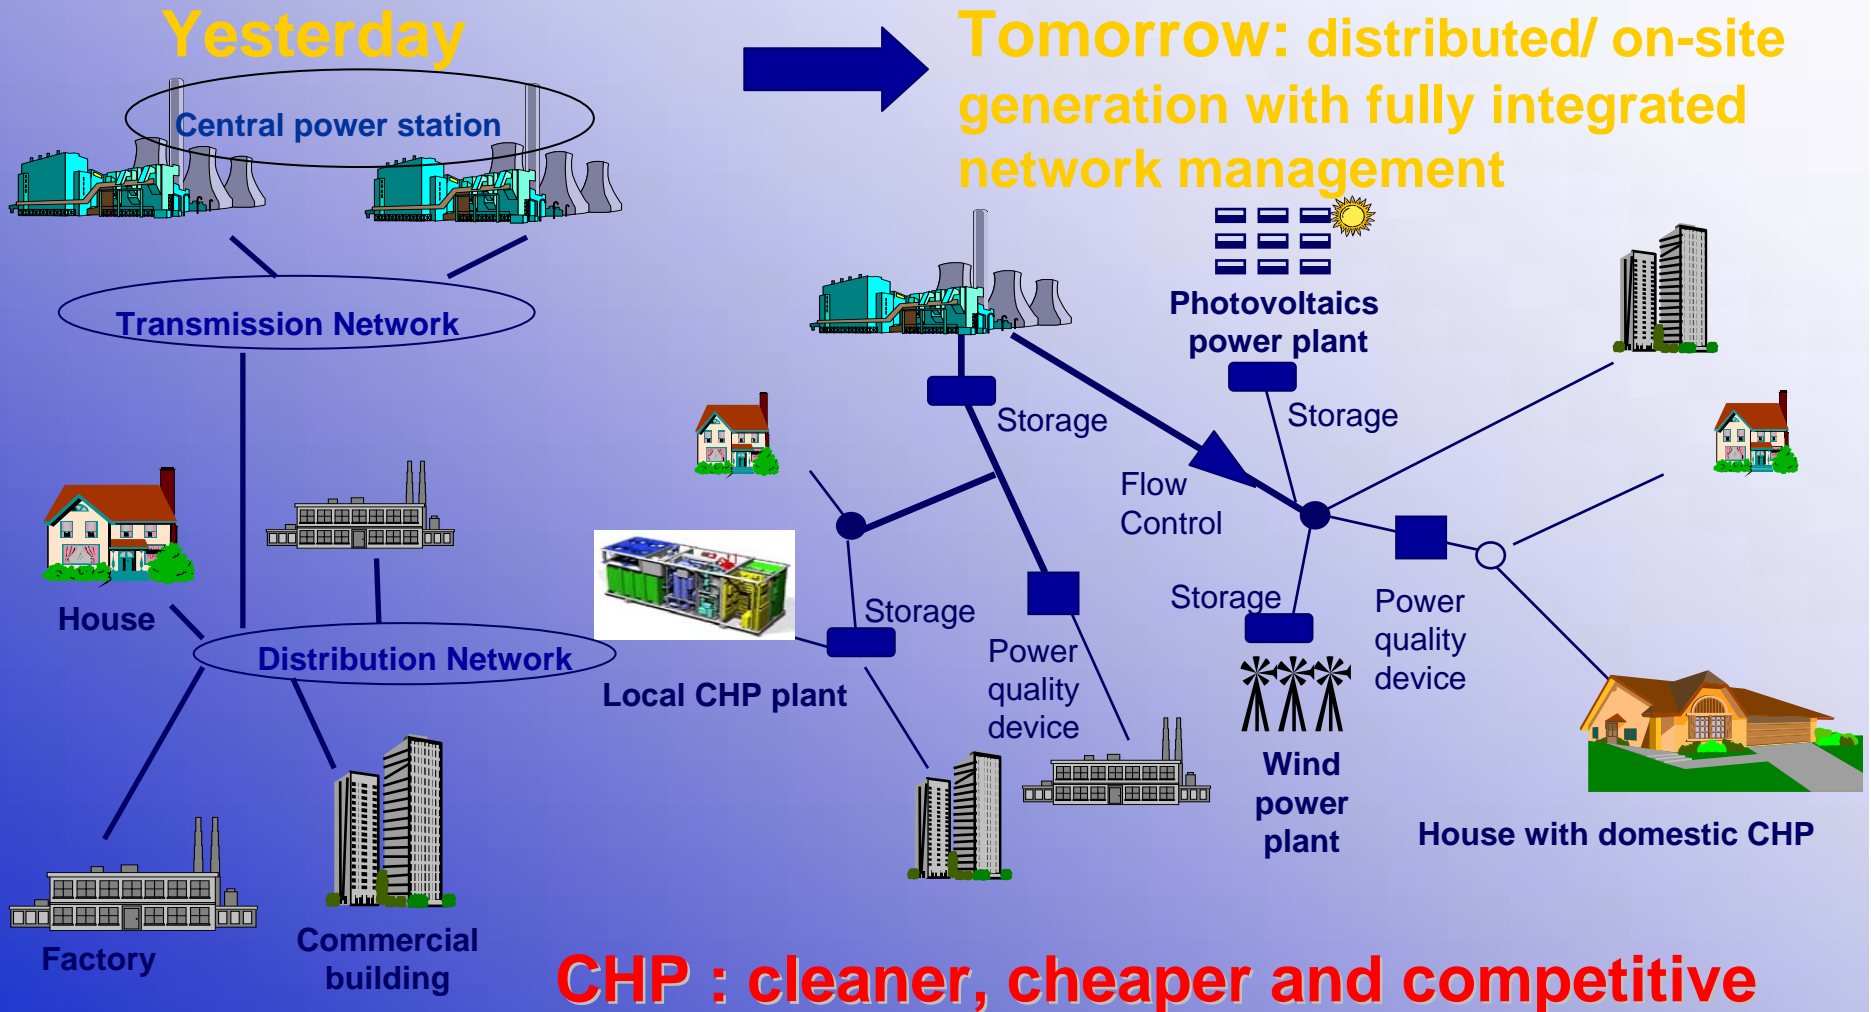 Yesterday
Central power station
Transmission Network
House
Distribution Network
Factory
Commercial
building
Tomorrow: distributed/ on-site
generation with fully integrated
network management
Photovoltaics
power plant
Storage
Storage
Flow
Control
Storage
Storage
Local CHP plant
Power
quality
device
Power
quality
device
Wind
power
plant
House with domestic CHP
CHP : cleaner, cheaper and competitive